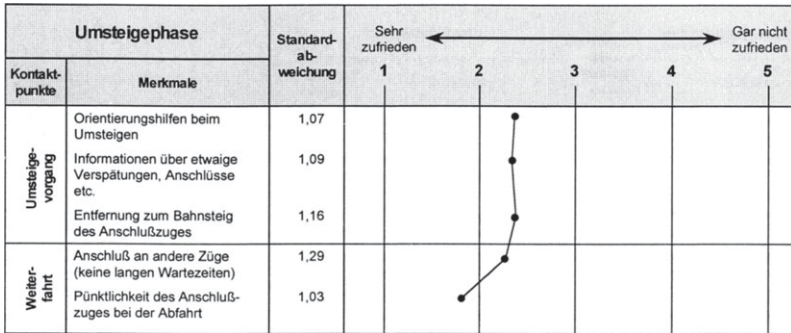 Umsteigephase
Standard-
ab-
weichung
Sehr
zufrieden
Gar nicht
zufrieden
Kontakt-
punkte
Merkmale
1 2 3 4 5
Umsteige-
vorgang
Orientierungshilfen beim
Umsteigen
1,07
Informationen über etwaige
Verspätungen, Anschlüsse
etc.
1,09
Entfernung zum Bahnsteig
des Anschlußzuges
1,16
Weiter-
fahrt
Anschluß an andere Züge
(keine langen Wartezeiten)
1,29
Pünktlichkeit des Anschluß-
zuges bei der Abfahrt
1,03